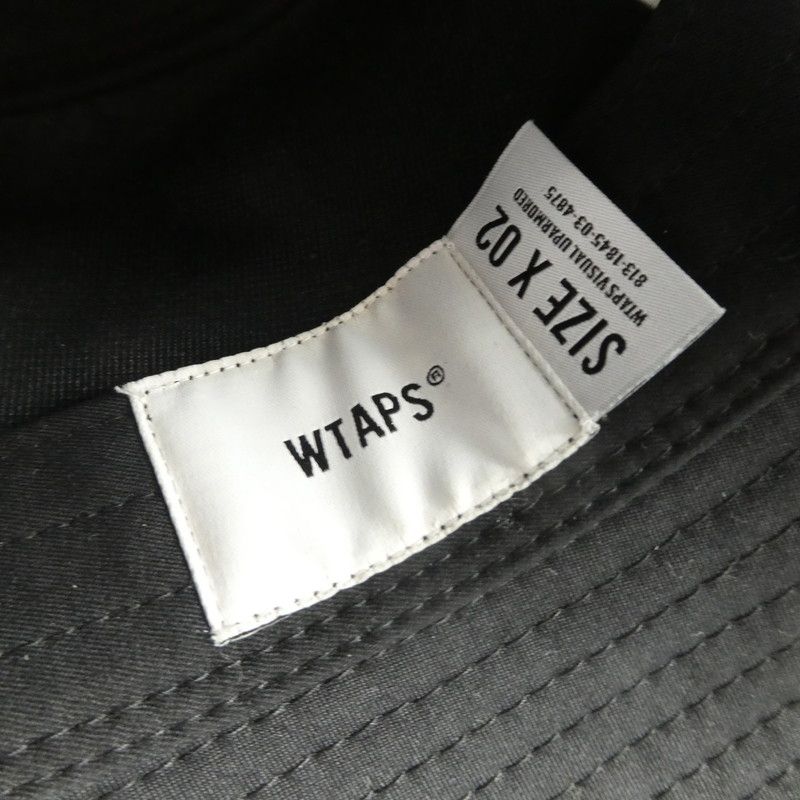 WTAPS®
SIZE X 02
WTAPS VISUAL UPARMORED
813-1845-03-4875